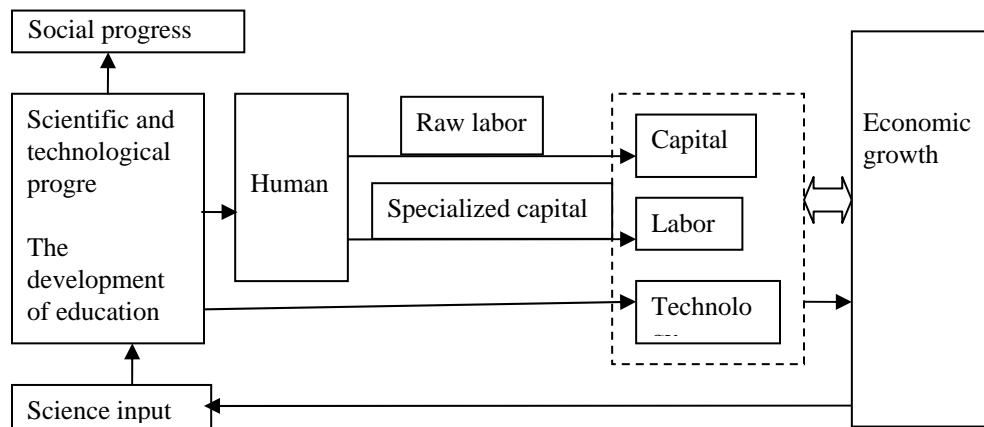 Social progress
Scientific and
technological
progre
The
development
of education
Human
Raw labor
Specialized capital
Capital
Labor
Technolo
Economic
growth
Science input